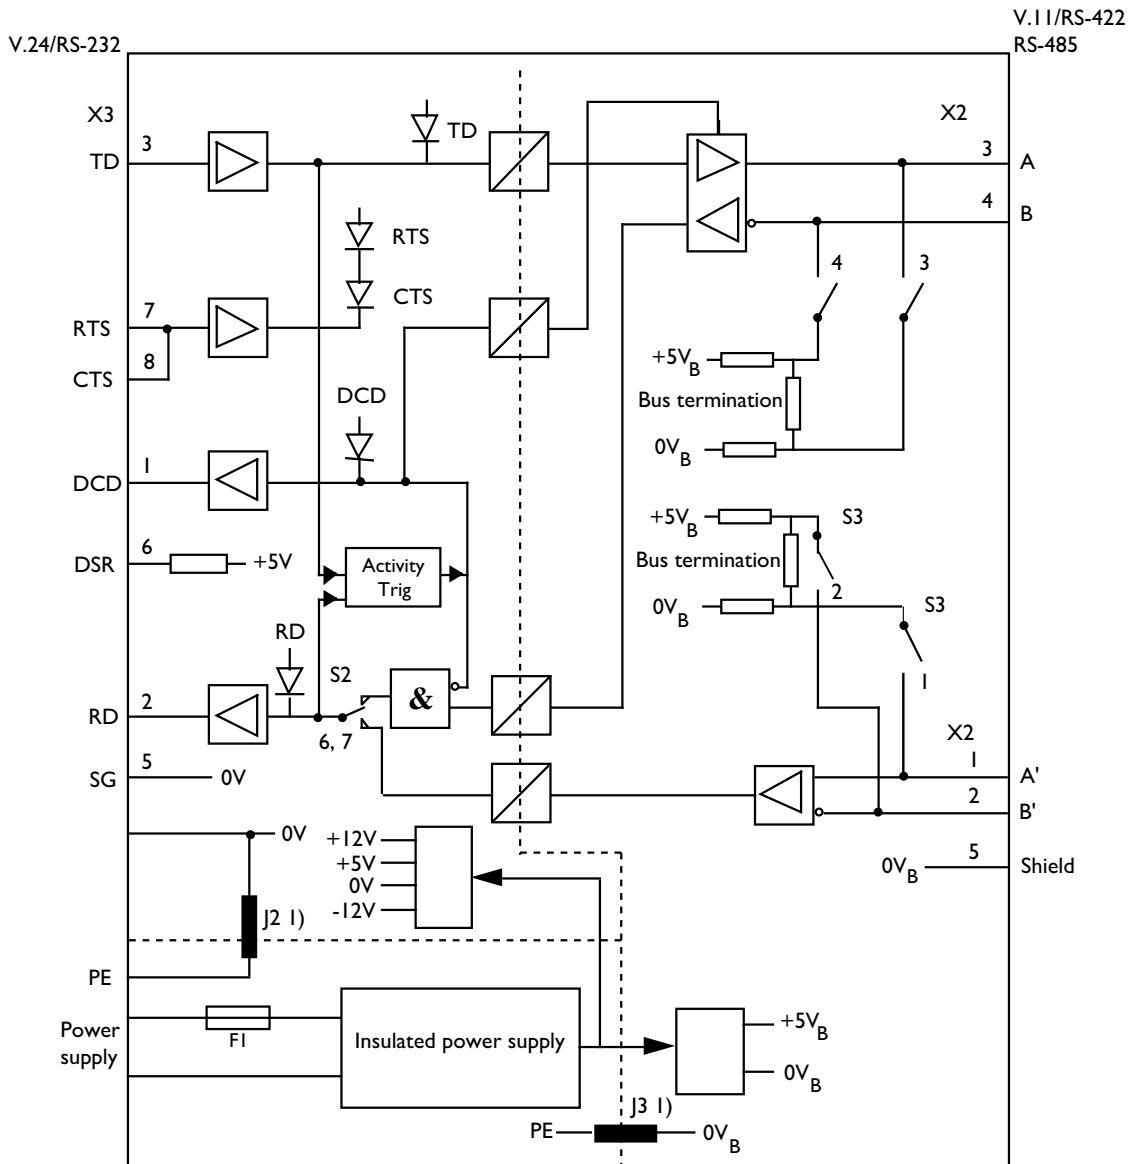 V.11/RS-422
V.24/RS-232
RS-485
X3
X2
TD
3
TD
3
A
4
B
RTS
4
3
CTS
RTS
7
8
CTS
+5VB
DCD
Bus termination
0VB
DCD
1
+5VB
S3
DSR
6
+5V
Activity
Trig
Bus termination
2
0VB
S3
RD
S2
1
&
RD
2
6, 7
X2
SG
5
0V
1
A'
2
B'
0V
+12V
+5V
0V
-12V
5
0VB
Shield
J2 1)
PE
Power
supply
F1
Insulated power supply
+5VB
0VB
J3 1)
PE
0VB